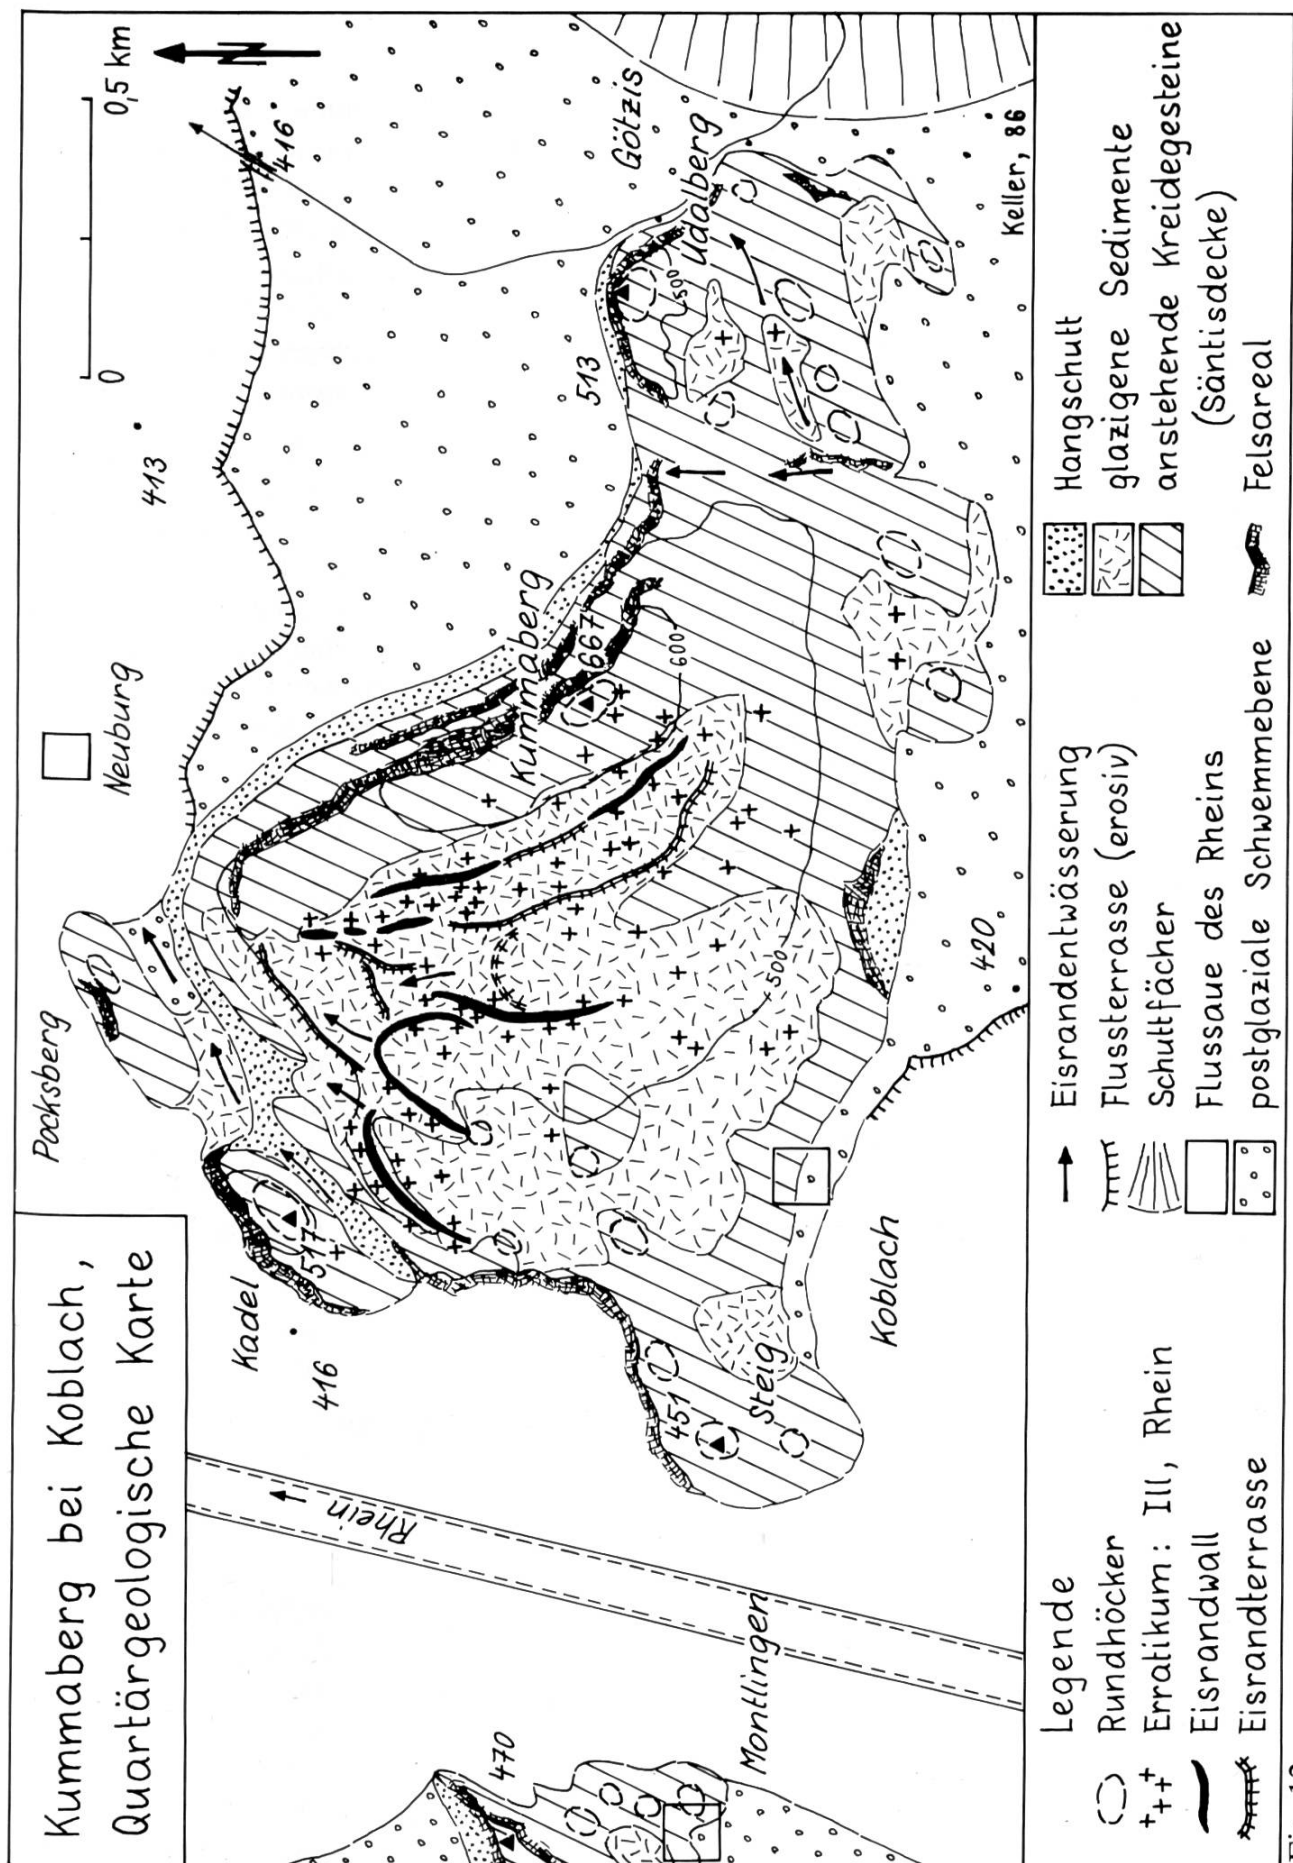 Kummaberg bei Koblach,
Quartärgeologische Karte
Pocksberg
Neuburg
0
0,5 km
N
413
416
Kadel
517
416
Rhein
Kummaberg
667
600
513
500
Udalberg
Götzis
470
Montlingen
451
Steig
Koblach
500
420
Keller, 86
Legende
Rundhöcker
Erratikum: Ill, Rhein
Eisrandwall
Eisrandterrasse
Eisrandentwässerung
Flussterrasse (erosiv)
Schuttfächer
Flussaue des Rheins
postglaziale Schwemmebene
Hangschutt
glazigene Sedimente
anstehende Kreidegesteine
(Säntisdecke)
Felsareal